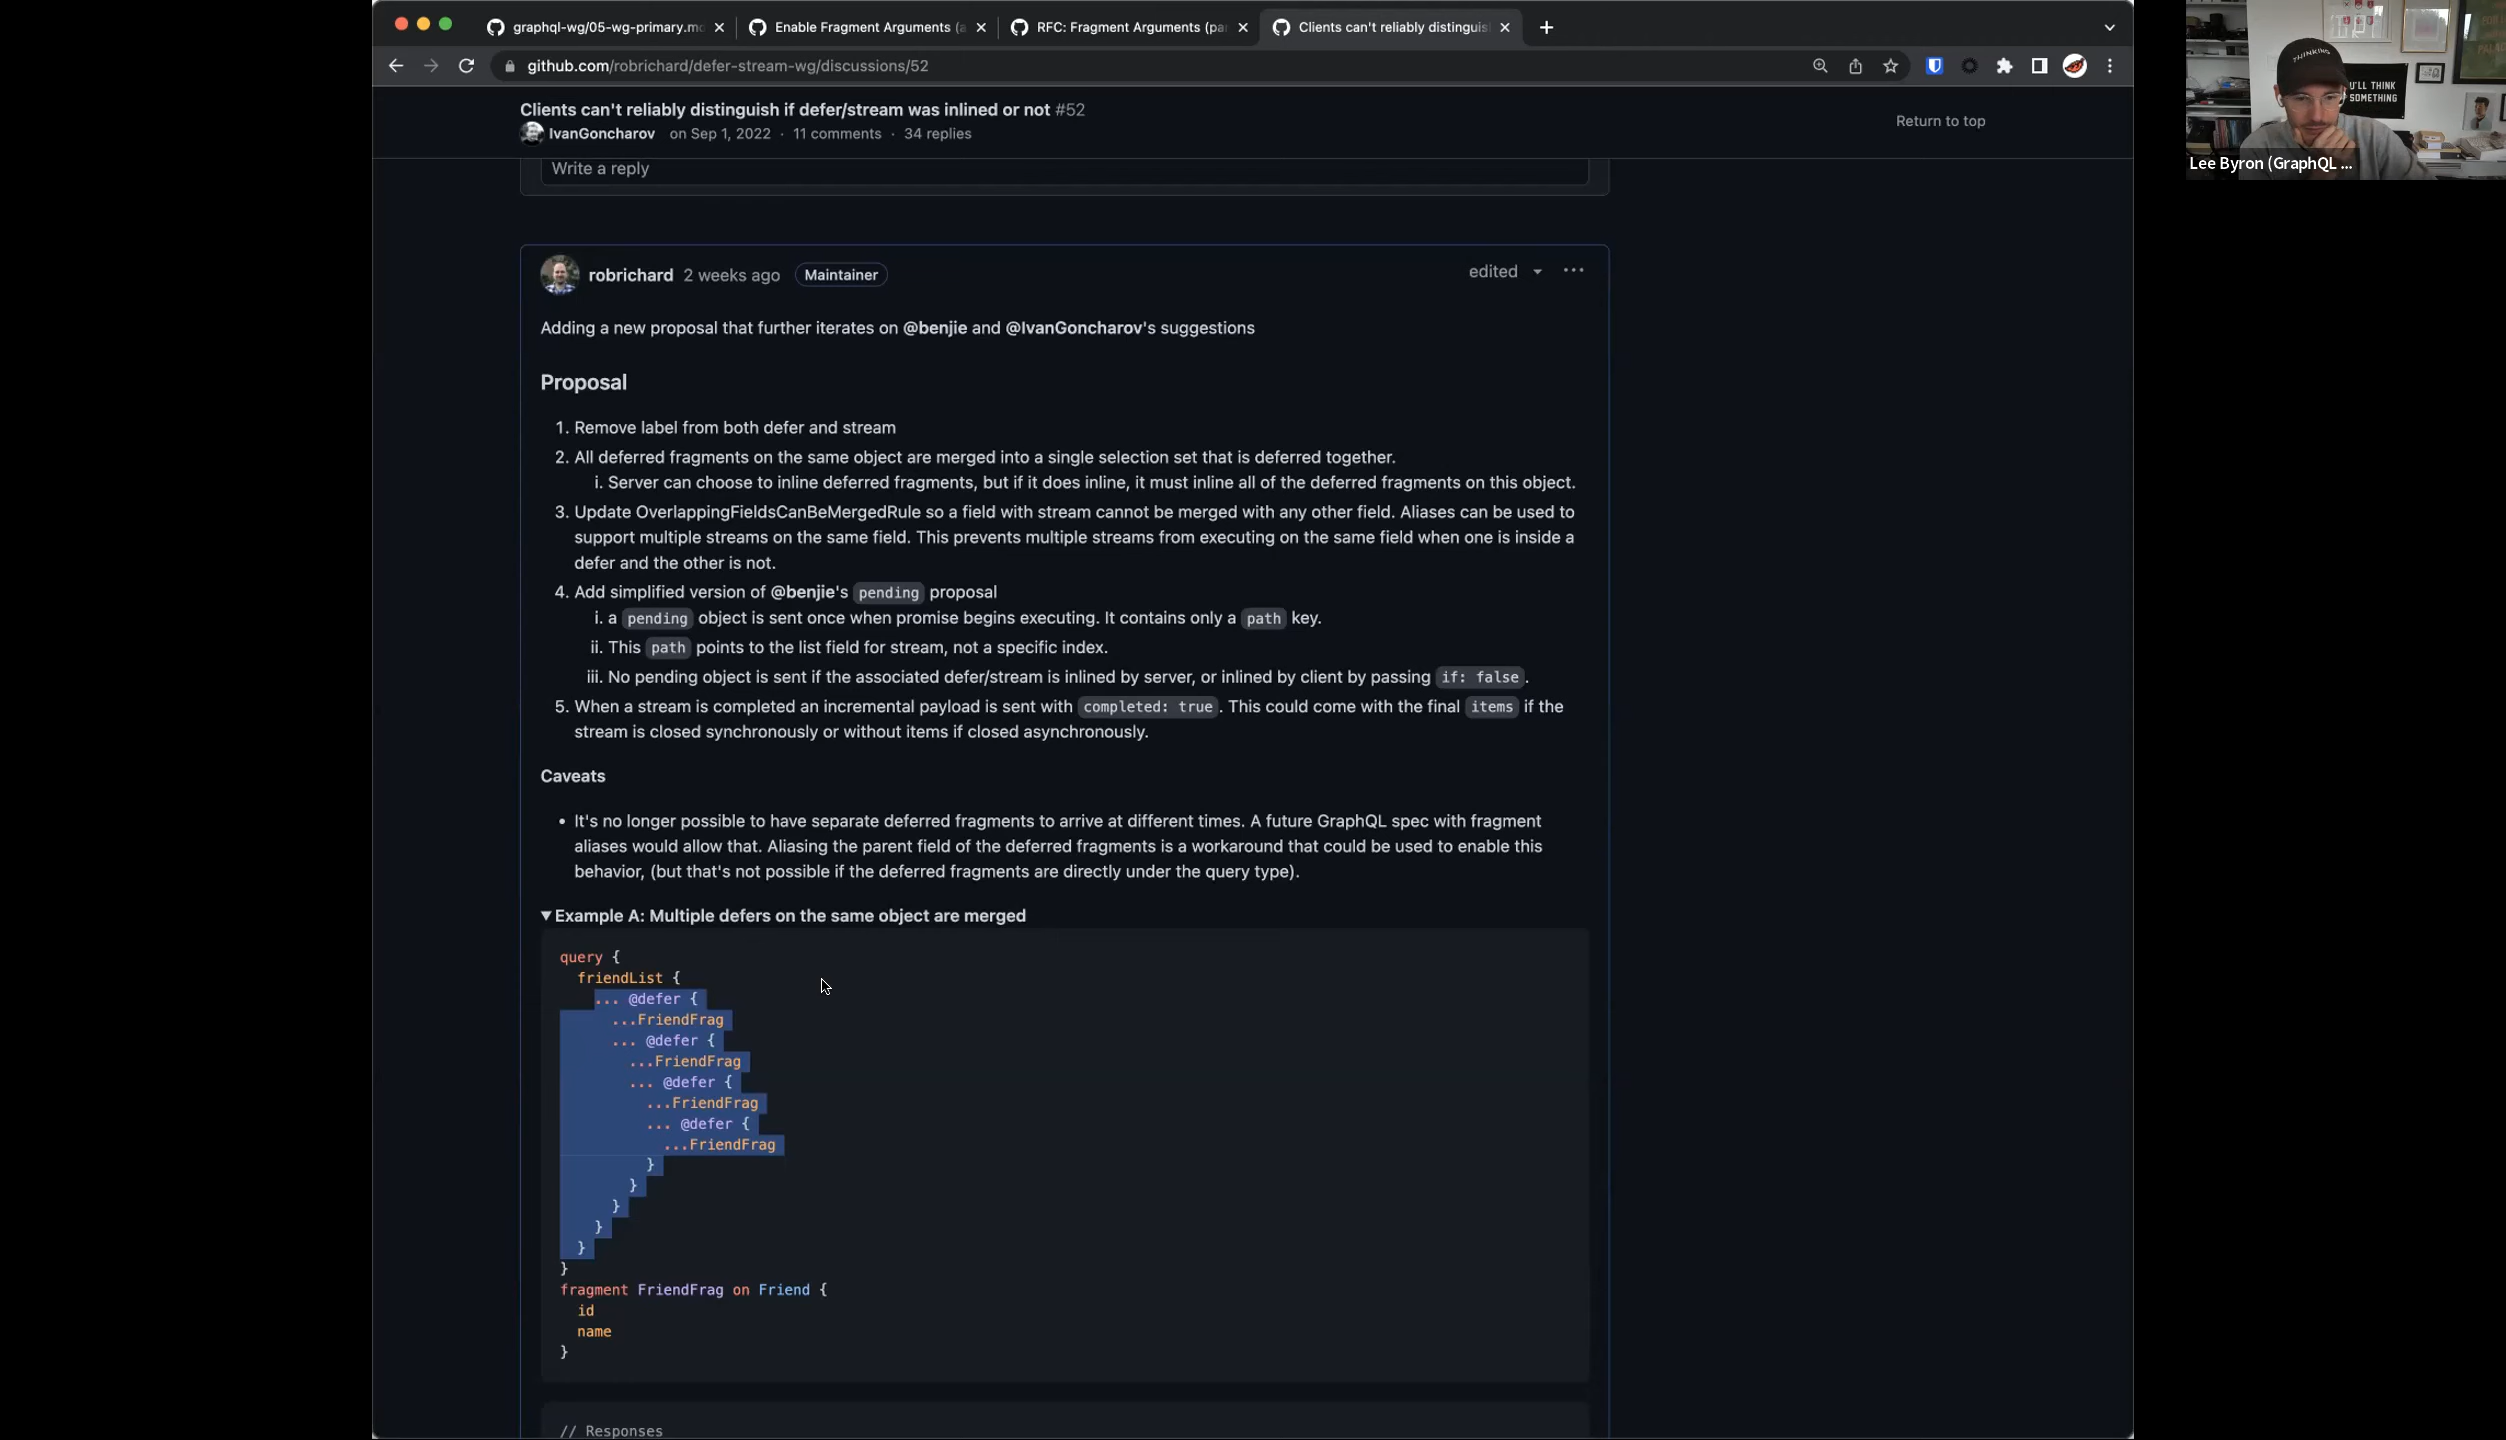 graphql-wg/05-wg-primary.md
Enable Fragment Arguments (a
RFC: Fragment Arguments (par
Clients can't reliably distinguis
github.com/robrichard/defer-stream-wg/discussions/52
Clients can't reliably distinguish if defer/stream was inlined or not #52
IvanGoncharov on Sep 1, 2022 · 11 comments · 34 replies
Return to top
Write a reply
robrichard 2 weeks ago Maintainer
edited
Adding a new proposal that further iterates on @benjie and @IvanGoncharov's suggestions
Proposal
1. Remove label from both defer and stream
2. All deferred fragments on the same object are merged into a single selection set that is deferred together.
i. Server can choose to inline deferred fragments, but if it does inline, it must inline all of the deferred fragments on this object.
3. Update OverlappingFieldsCanBeMergedRule so a field with stream cannot be merged with any other field. Aliases can be used to
support multiple streams on the same field. This prevents multiple streams from executing on the same field when one is inside a
defer and the other is not.
4. Add simplified version of @benjie's pending proposal
i. a pending object is sent once when promise begins executing. It contains only a path key.
ii. This path points to the list field for stream, not a specific index.
iii. No pending object is sent if the associated defer/stream is inlined by server, or inlined by client by passing if: false.
5. When a stream is completed an incremental payload is sent with completed: true. This could come with the final items if the
stream is closed synchronously or without items if closed asynchronously.
Caveats
• It's no longer possible to have separate deferred fragments to arrive at different times. A future GraphQL spec with fragment
aliases would allow that. Aliasing the parent field of the deferred fragments is a workaround that could be used to enable this
behavior, (but that's not possible if the deferred fragments are directly under the query type).
▼Example A: Multiple defers on the same object are merged
query {
friendList {
... @defer {
...FriendFrag
... @defer {
...FriendFrag
... @defer {
...FriendFrag
... @defer {
...FriendFrag
}
}
}
}
}
}
fragment FriendFrag on Friend {
id
name
}
// Responses
THINKING
U'LL THINK
SOMETHING
Lee Byron (GraphQL ...